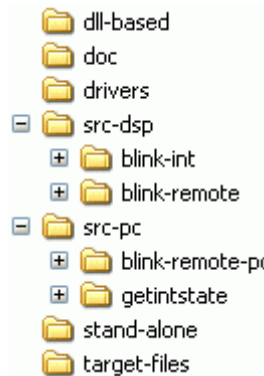 dll-based
doc
drivers
src-dsp
blink-int
blink-remote
src-pc
blink-remote-pc
getintstate
stand-alone
target-files